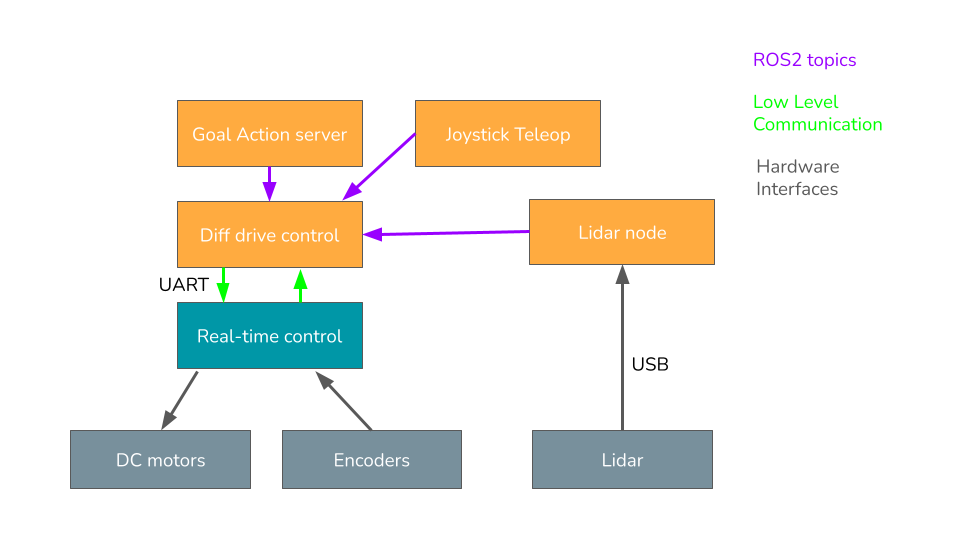 ROS2 topics
Low Level
Communication
Hardware
Interfaces
Goal Action server
Joystick Teleop
Diff drive control
Lidar node
UART
Real-time control
USB
DC motors
Encoders
Lidar